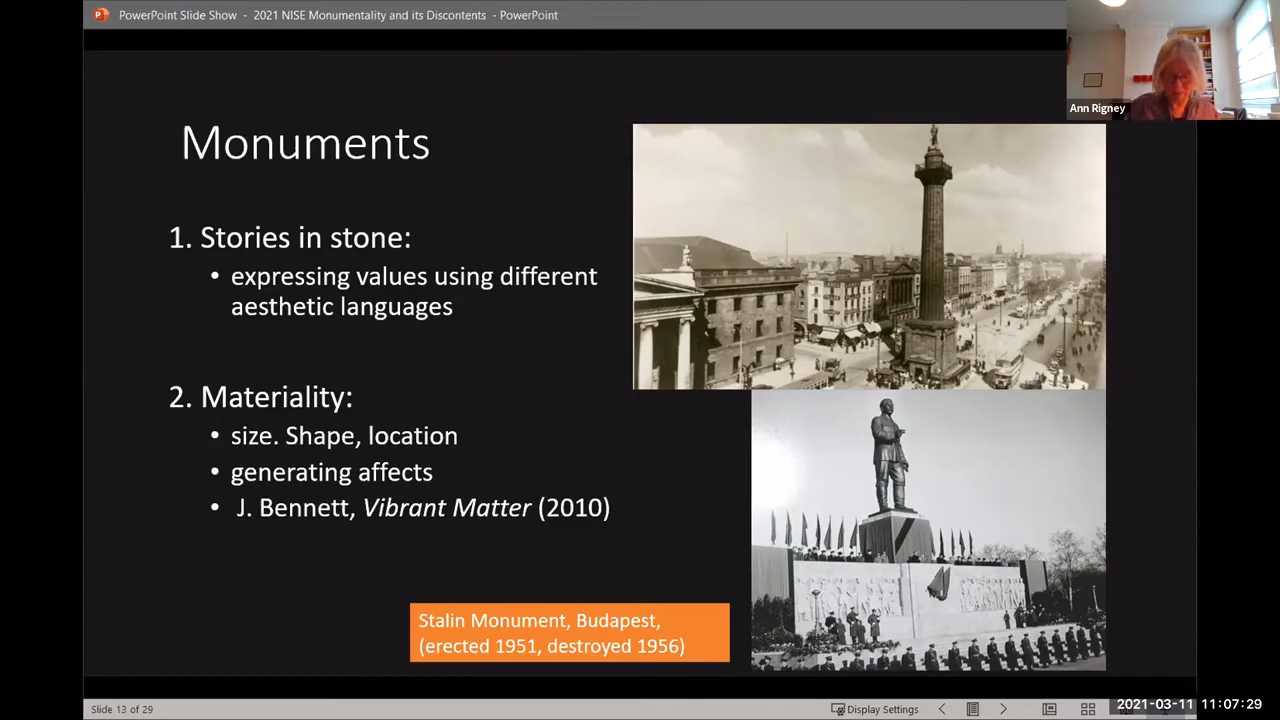 PowerPoint Slide Show - 2021 NISE Monumentality and its Discontents - PowerPoint
Ann Rigney
Monuments
1. Stories in stone:
• expressing values using different
aesthetic languages
2. Materiality:
• size. Shape, location
• generating affects
• J. Bennett, Vibrant Matter (2010)
Stalin Monument, Budapest,
(erected 1951, destroyed 1956)
Slide 13 of 29
Display Settings
2021-03-11 11:07:29